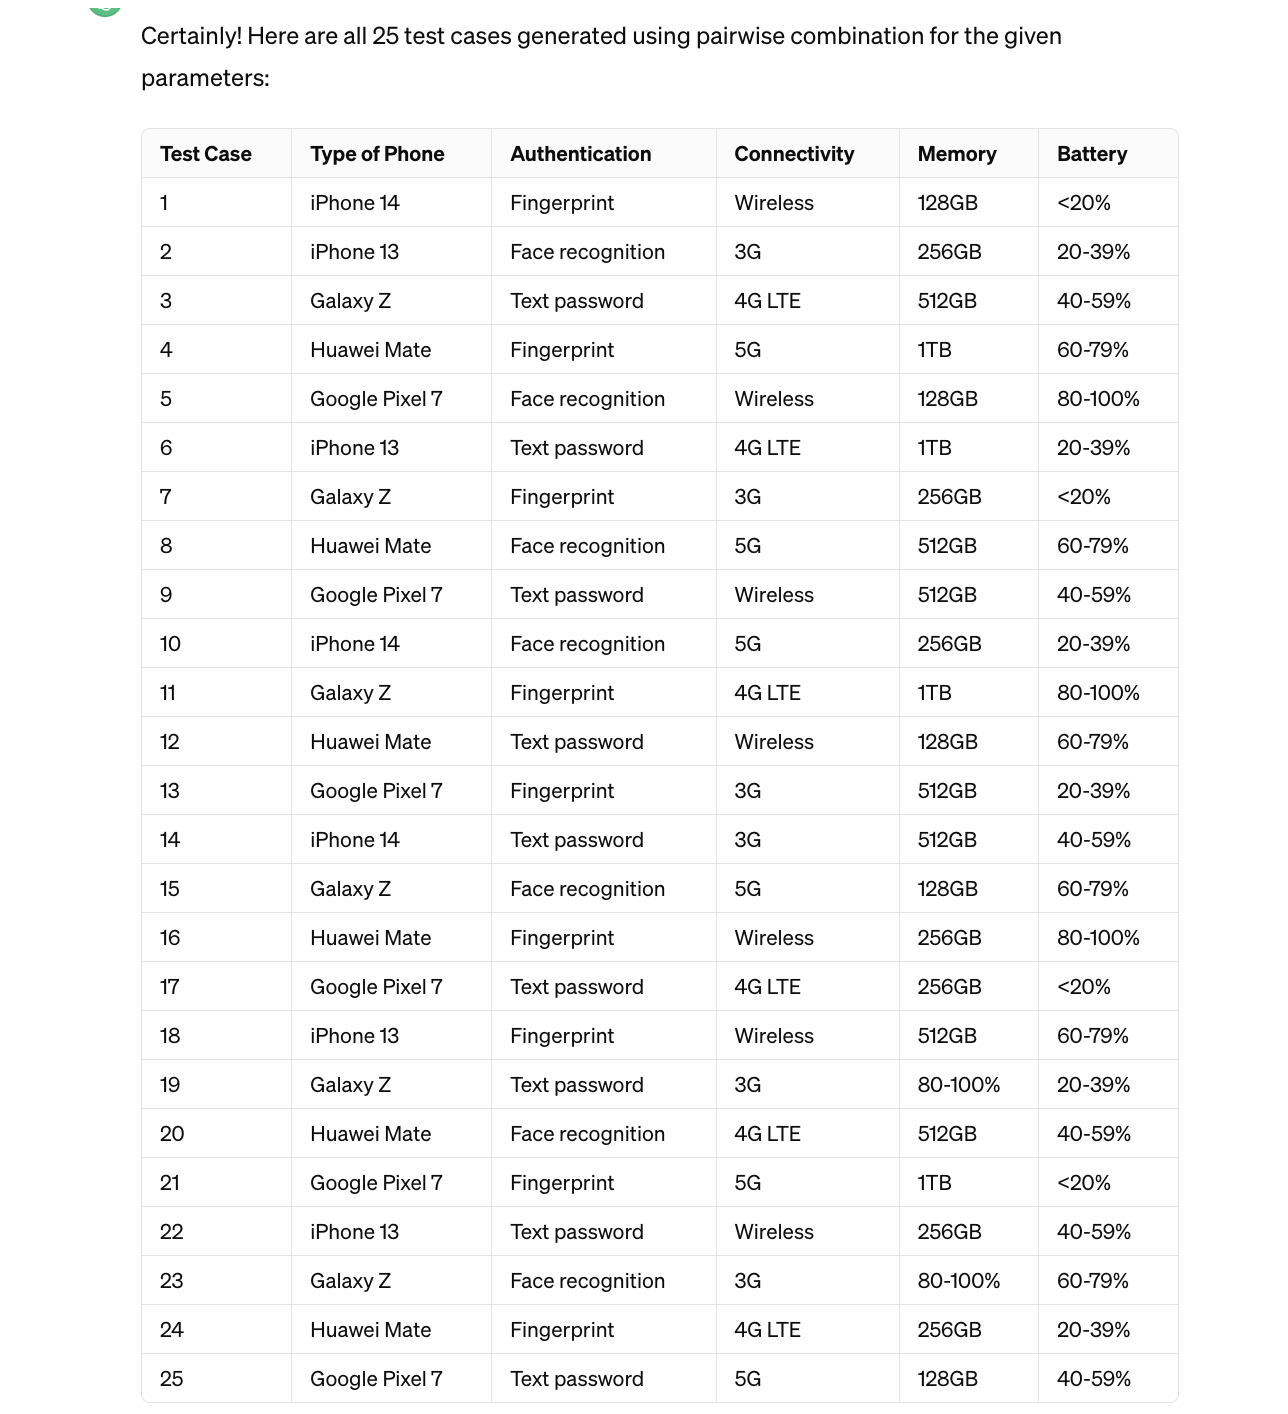 Certainly! Here are all 25 test cases generated using pairwise combination for the given
parameters:
Test Case Type of Phone Authentication Connectivity Memory Battery
1 iPhone 14 Fingerprint Wireless 128GB <20%
2 iPhone 13 Face recognition 3G 256GB 20-39%
3 Galaxy Z Text password 4G LTE 512GB 40-59%
4 Huawei Mate Fingerprint 5G 1TB 60-79%
5 Google Pixel 7 Face recognition Wireless 128GB 80-100%
6 iPhone 13 Text password 4G LTE 1TB 20-39%
7 Galaxy Z Fingerprint 3G 256GB <20%
8 Huawei Mate Face recognition 5G 512GB 60-79%
9 Google Pixel 7 Text password Wireless 512GB 40-59%
10 iPhone 14 Face recognition 5G 256GB 20-39%
11 Galaxy Z Fingerprint 4G LTE 1TB 80-100%
12 Huawei Mate Text password Wireless 128GB 60-79%
13 Google Pixel 7 Fingerprint 3G 512GB 20-39%
14 iPhone 14 Text password 3G 512GB 40-59%
15 Galaxy Z Face recognition 5G 128GB 60-79%
16 Huawei Mate Fingerprint Wireless 256GB 80-100%
17 Google Pixel 7 Text password 4G LTE 256GB <20%
18 iPhone 13 Fingerprint Wireless 512GB 60-79%
19 Galaxy Z Text password 3G 80-100% 20-39%
20 Huawei Mate Face recognition 4G LTE 512GB 40-59%
21 Google Pixel 7 Fingerprint 5G 1TB <20%
22 iPhone 13 Text password Wireless 256GB 40-59%
23 Galaxy Z Face recognition 3G 80-100% 60-79%
24 Huawei Mate Fingerprint 4G LTE 256GB 20-39%
25 Google Pixel 7 Text password 5G 128GB 40-59%